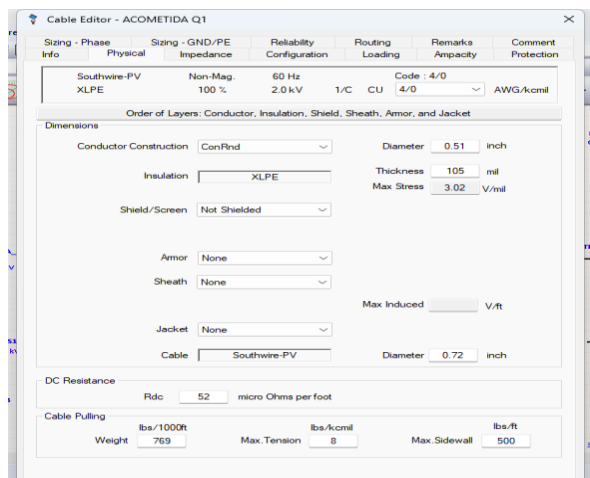 Cable Editor - ACOMETIDA Q1
Sizing - Phase Sizing - GND/PE Reliability Routing Remarks Comment
Info Physical Impedance Configuration Loading Ampacity Protection
Southwire-PV Non-Mag. 60 Hz Code : 4/0
XLPE 100 % 2.0 kV 1/C CU 4/0 AWG/kcmil
Order of Layers: Conductor, Insulation, Shield, Sheath, Armor, and Jacket
Dimensions
Conductor Construction ConRnd Diameter 0.51 inch
Insulation XLPE Thickness 105 mil
Max Stress 3.02 V/mil
Shield/Screen Not Shielded
Armor None
Sheath None
Max Induced V/ft
Jacket None
Cable Southwire-PV Diameter 0.72 inch
DC Resistance
Rdc 52 micro Ohms per foot
Cable Pulling
lbs/1000ft lbs/kcmil lbs/ft
Weight 769 Max.Tension 8 Max.Sidewall 500